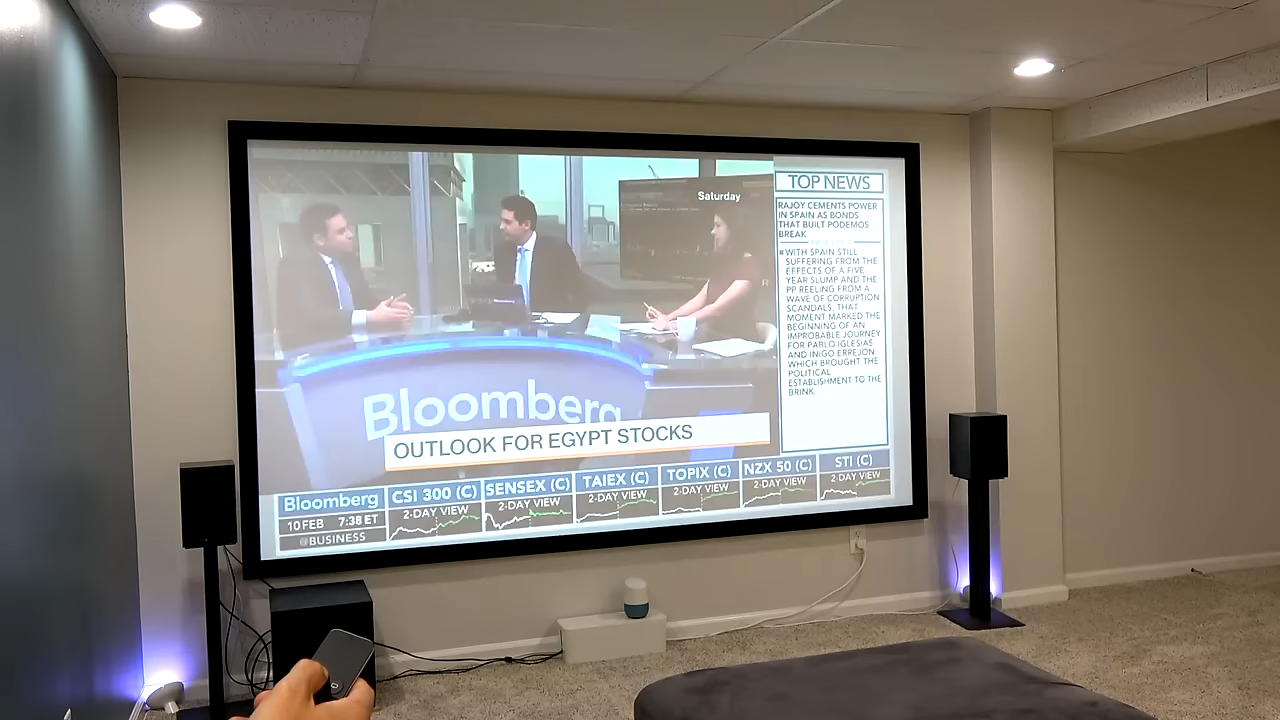 Saturday
TOP NEWS
RAJOY CEMENTS POWER
IN SPAIN AS BONDS
THAT BUILT PODEMOS
BREAK
WITH SPAIN STILL
SUFFERING FROM THE
EFFECTS OF A FIVE
YEAR SLUMP AND THE
PP REELING FROM A
WAVE OF CORRUPTION
SCANDALS, THAT
MOMENT MARKED THE
BEGINNING OF AN
IMPROBABLE JOURNEY
FOR PABLO IGLESIAS
AND INIGO ERREJON
WHICH BROUGHT THE
POLITICAL
ESTABLISHMENT TO THE
BRINK
Bloomberg
OUTLOOK FOR EGYPT STOCKS
Bloomberg
10 FEB 7:38 ET
@BUSINESS
CSI 300 (C)
2-DAY VIEW
SENSEX (C)
2-DAY VIEW
TAIEX (C)
2-DAY VIEW
TOPIX (C)
2-DAY VIEW
NZX 50 (C)
2-DAY VIEW
STI (C)
2-DAY VIEW